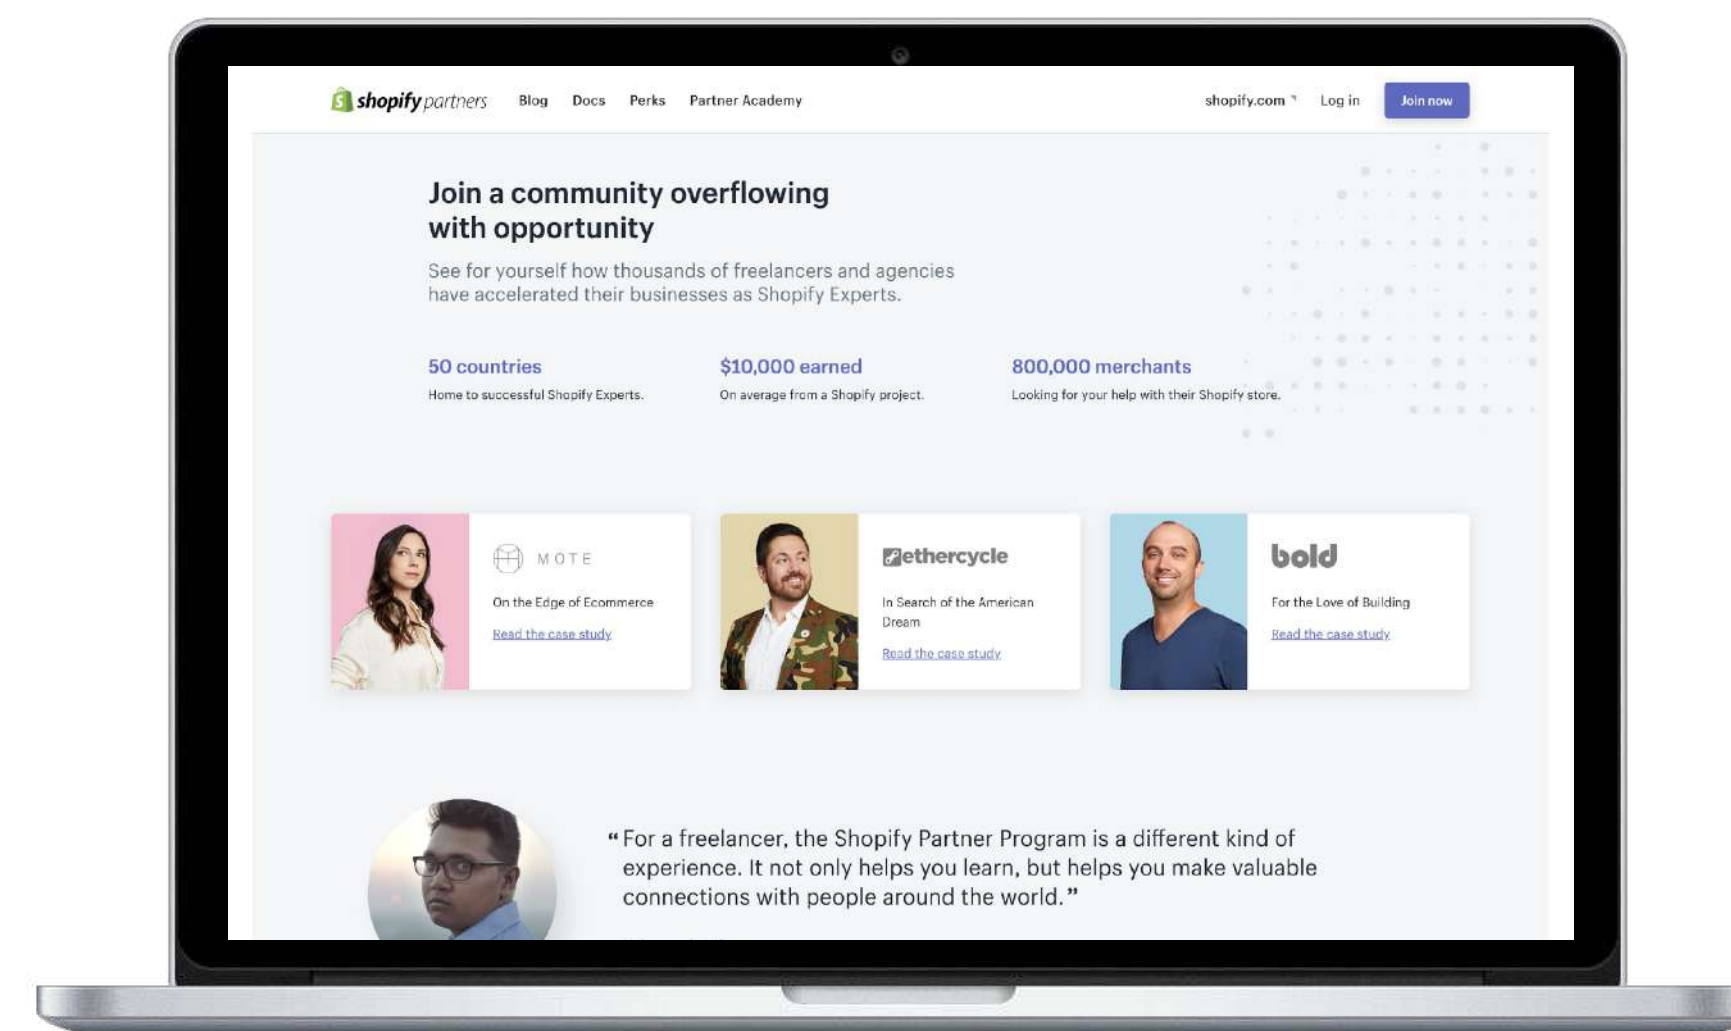 shopify partners Blog Docs Perks Partner Academy shopify.com Log in Join now
Join a community overflowing
with opportunity
See for yourself how thousands of freelancers and agencies
have accelerated their businesses as Shopify Experts.
50 countries
Home to successful Shopify Experts.
$10,000 earned
On average from a Shopify project.
800,000 merchants
Looking for your help with their Shopify store.
MOTE
On the Edge of Ecommerce
Read the case study
ethercycle
In Search of the American
Dream
Read the case study
bold
For the Love of Building
Read the case study
“For a freelancer, the Shopify Partner Program is a different kind of
experience. It not only helps you learn, but helps you make valuable
connections with people around the world.”